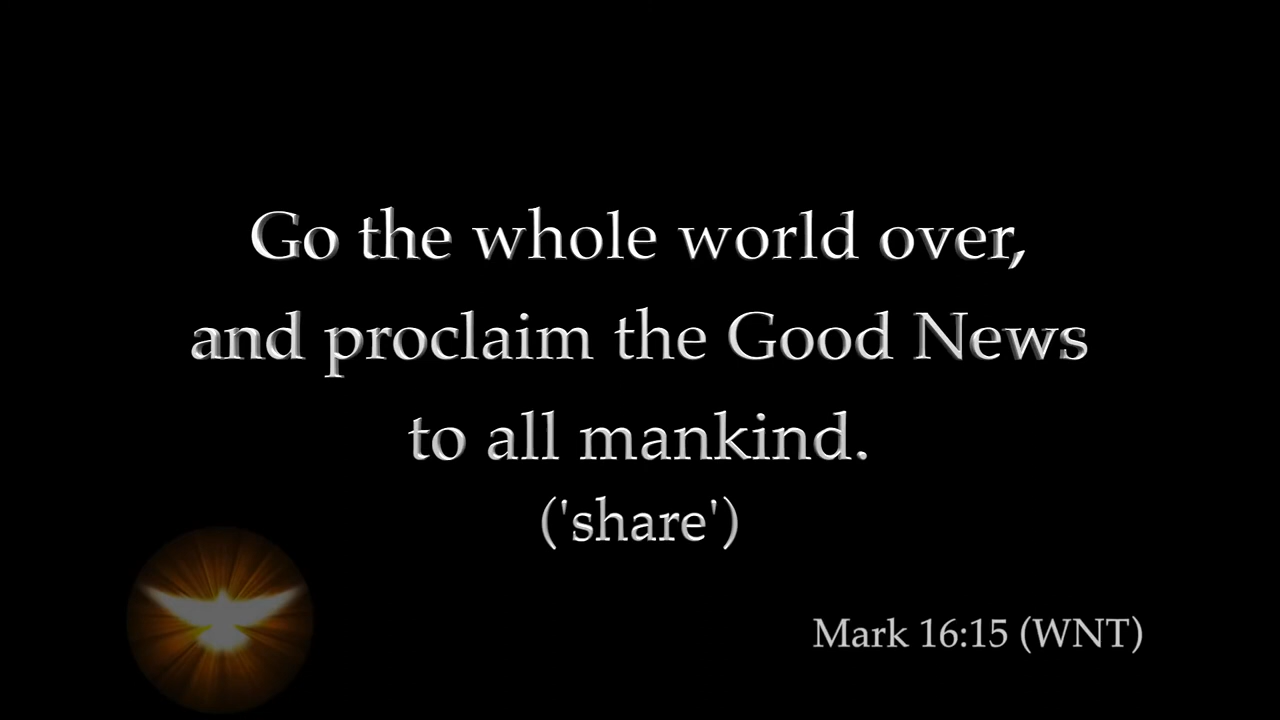 Go the whole world over,
and proclaim the Good News
to all mankind.
('share')
Mark 16:15 (WNT)